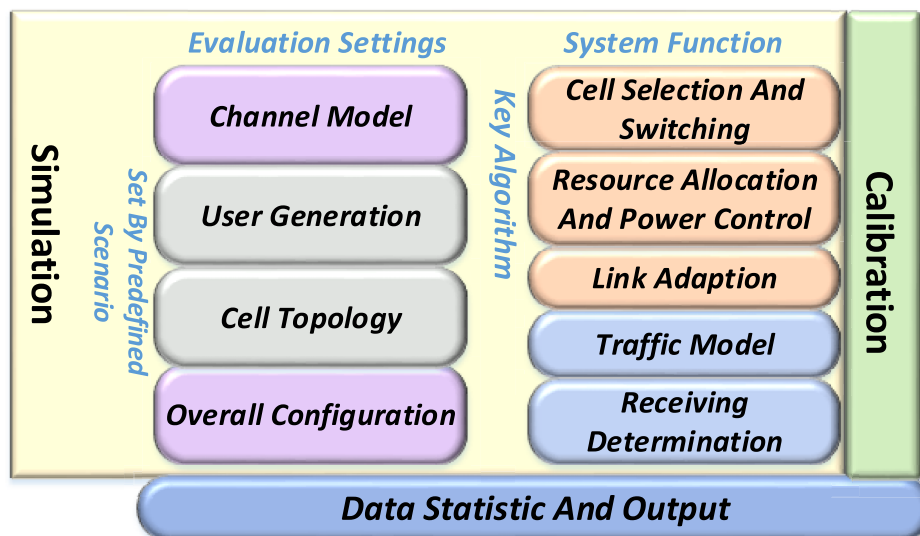 Simulation
Evaluation Settings
Set By Predefined
Scenario
Channel Model
User Generation
Cell Topology
Overall Configuration
System Function
Key Algorithm
Cell Selection And
Switching
Resource Allocation
And Power Control
Link Adaption
Traffic Model
Receiving
Determination
Calibration
Data Statistic And Output